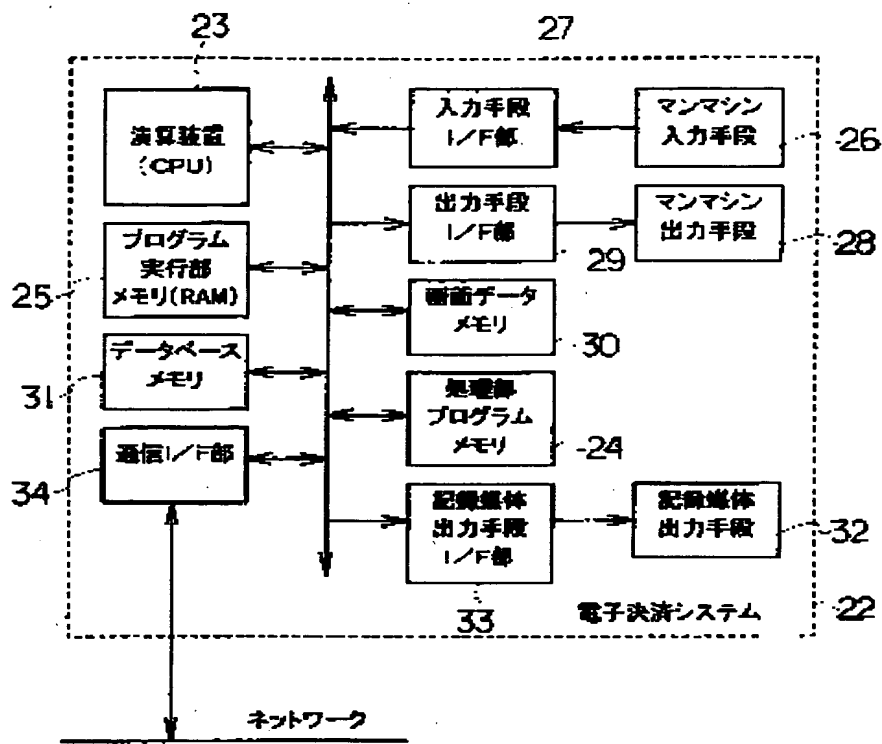 23
27
演算装置
(CPU)
入力手段
I/F部
マンマシン
入力手段
26
プログラム
実行部
メモリ(RAM)
25
出力手段
I/F部
29
マンマシン
出力手段
28
画面データ
メモリ
30
データベース
メモリ
31
処理部
プログラム
メモリ
24
通信I/F部
34
記録媒体
出力手段
I/F部
33
記録媒体
出力手段
32
電子決済システム
22
ネットワーク